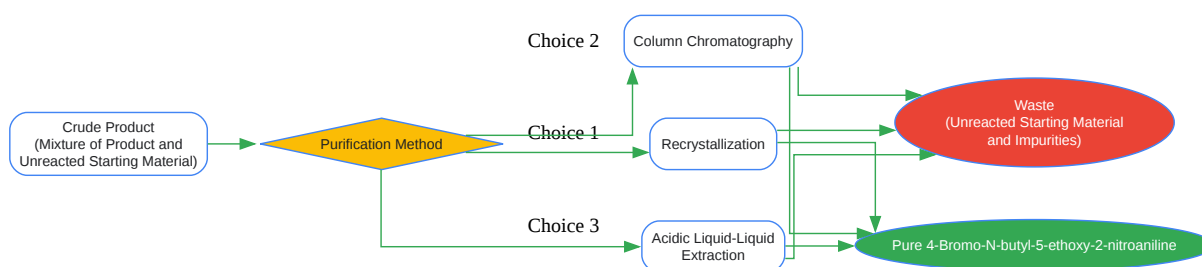 Choice 2
Column Chromatography
Crude Product
(Mixture of Product and
Unreacted Starting Material)
Purification Method
Choice 1
Recrystallization
Waste
(Unreacted Starting Material
and Impurities)
Choice 3
Acidic Liquid-Liquid
Extraction
Pure 4-Bromo-N-butyl-5-ethoxy-2-nitroaniline